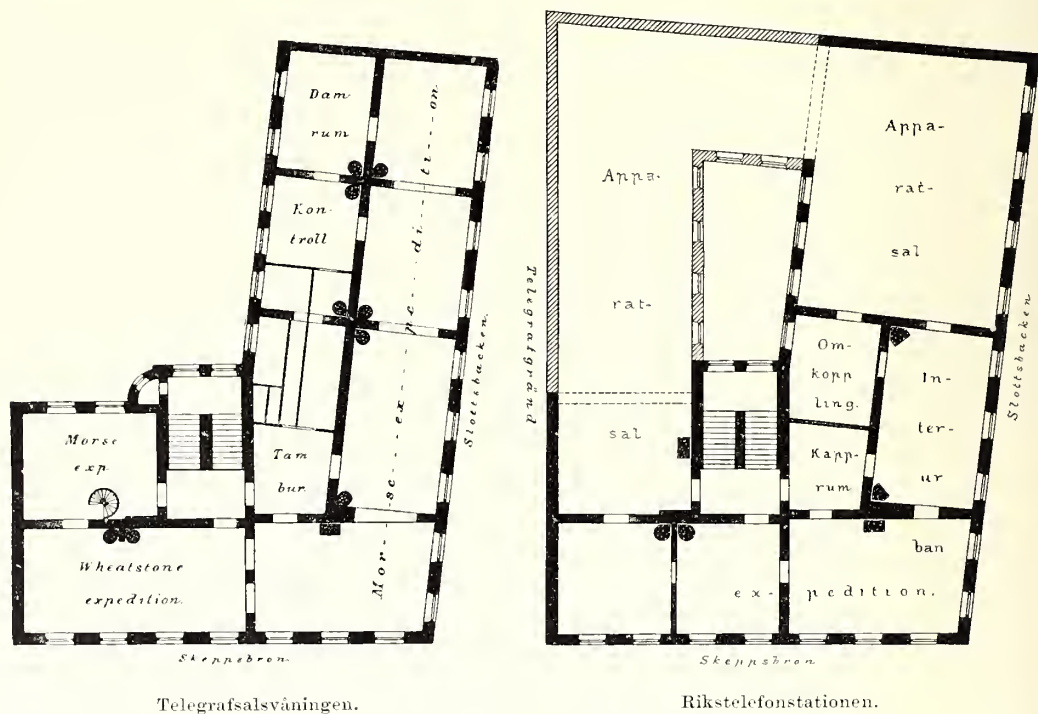 Dam
rum
Kon-
troll
Tam
bur.
Morse
exp.
Wheatstone
expedition.
Mor-se-ex-pe-di-ti-on.
Slottsbacken.
Skeppsbron.
Telegrafsalsvåningen.
Appa-
rat-
sal
Appa-
rat-
sal
Om-
kopp
ling.
Kapp-
rum
In-
ter-
ur
ban
ex-pedition.
Telegrafgränd
Slottsbacken
Skeppsbron
Rikstelefonstationen.